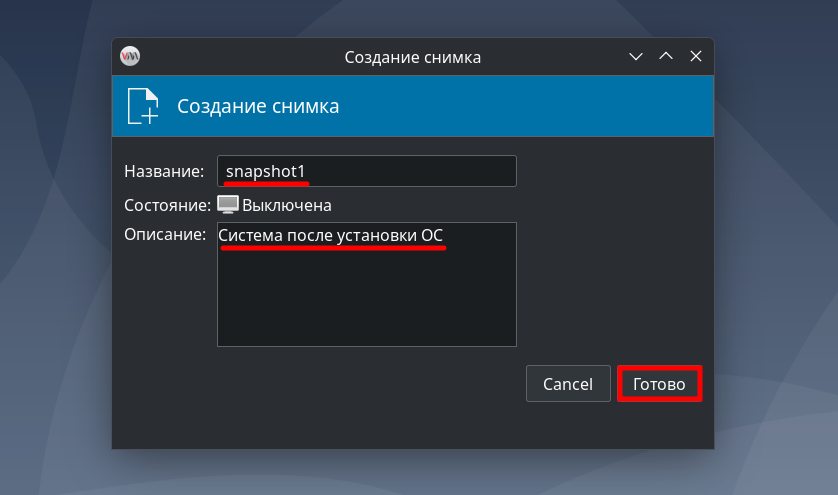 Создание снимка
Создание снимка
Название: snapshot1
Состояние: Выключена
Описание: Система после установки ОС
Cancel Готово